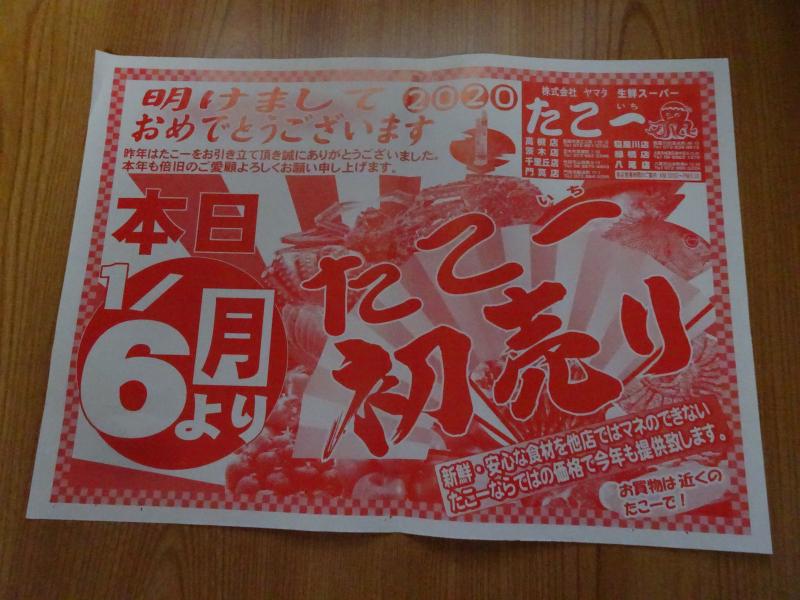 明けまして 2020
おめでとうございます
昨年はたこーをお引き立て頂き誠にありがとうございました。
本年も倍旧のご愛顧よろしくお願い申し上げます。
株式会社 ヤマタ 生鮮スーパー
いち
たこ一
高槻店
茨木店
千里丘店
門真店
寝屋川店
八尾店
本日
1/6 月 より
いち
たこ一
初売り
新鮮・安心な食材を他店ではマネのできない
たこーならではの価格で今年も提供致します。
お買物は近くの
たこーで!